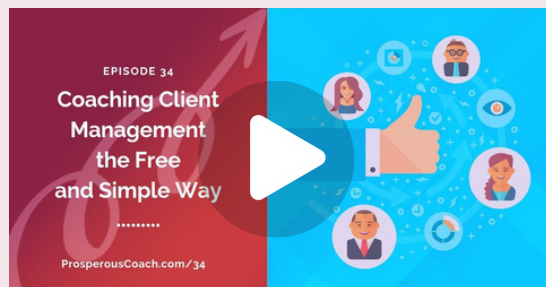 EPISODE 34
Coaching Client
Management
the Free
and Simple Way
ProsperousCoach.com/34